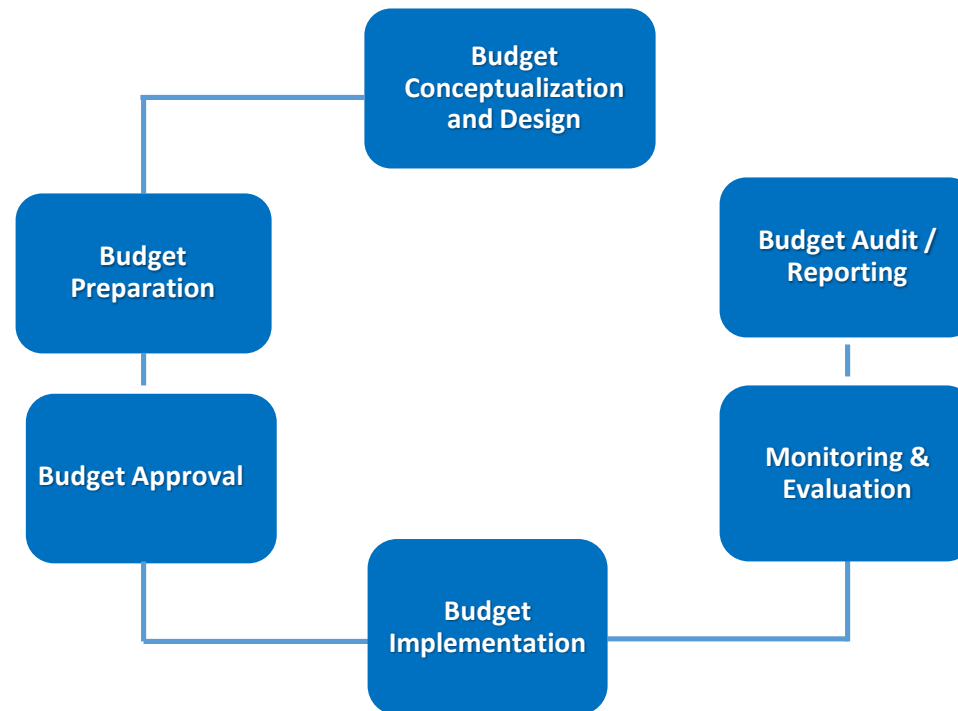 Budget
Conceptualization
and Design
Budget
Preparation
Budget Approval
Budget
Implementation
Monitoring &
Evaluation
Budget Audit /
Reporting